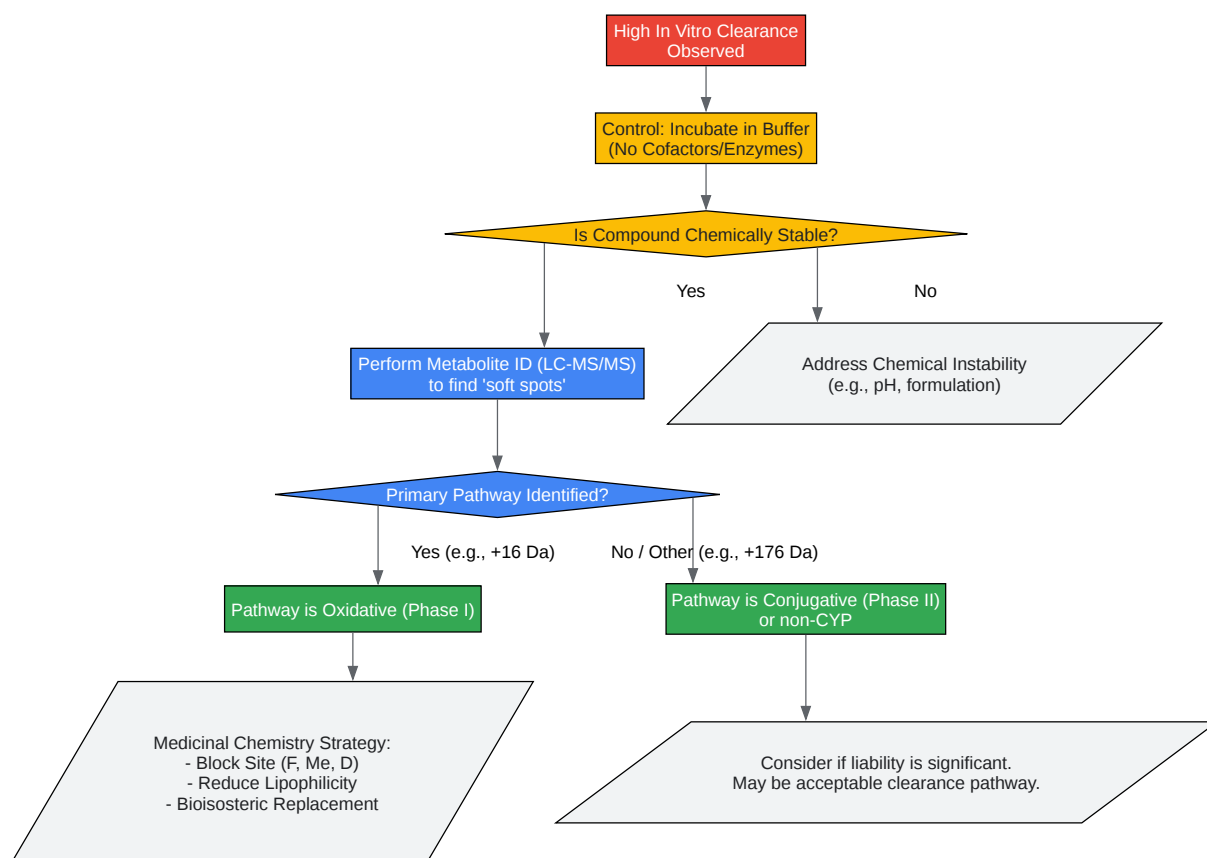 High In Vitro Clearance
Observed
Control: Incubate in Buffer
(No Cofactors/Enzymes)
Is Compound Chemically Stable?
Yes
No
Perform Metabolite ID (LC-MS/MS)
to find 'soft spots'
Address Chemical Instability
(e.g., pH, formulation)
Primary Pathway Identified?
Yes (e.g., +16 Da)
No / Other (e.g., +176 Da)
Pathway is Oxidative (Phase I)
Pathway is Conjugative (Phase II)
or non-CYP
Medicinal Chemistry Strategy:
- Block Site (F, Me, D)
- Reduce Lipophilicity
- Bioisosteric Replacement
Consider if liability is significant.
May be acceptable clearance pathway.